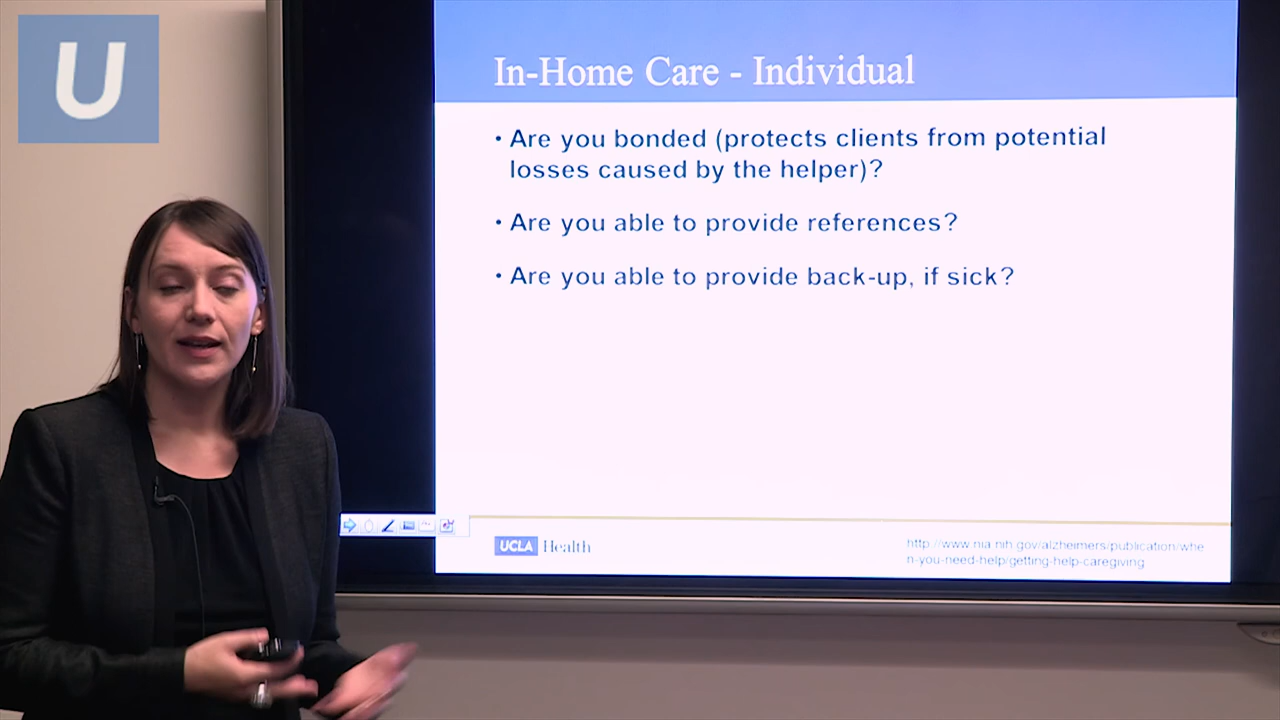 U
In-Home Care - Individual
• Are you bonded (protects clients from potential
losses caused by the helper)?
• Are you able to provide references?
• Are you able to provide back-up, if sick?
UCLA Health
http://www.nia.nih.gov/alzheimers/publication/whe
n-you-need-help/getting-help-caregiving